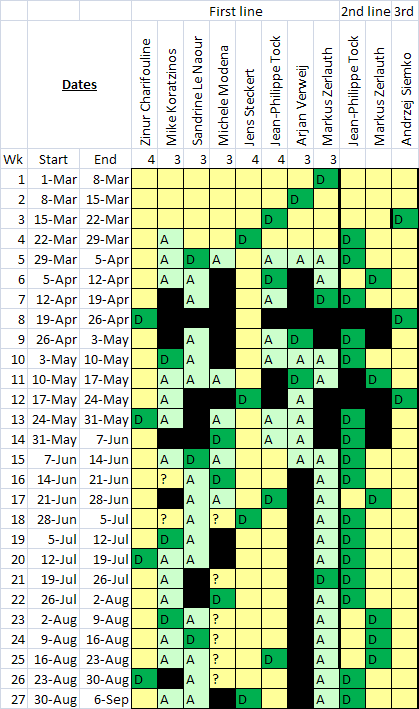 First line 2nd line 3rd
Dates
Zinur Charifouline
Mike Koratzinos
Sandrine Le Naour
Michele Modena
Jens Steckert
Jean-Philippe Tock
Arjan Verweij
Markus Zerlauth
Jean-Philippe Tock
Markus Zerlauth
Andrzej Siemko
Wk Start End 4 3 3 3 4 4 3 3
1 1-Mar 8-Mar D
2 8-Mar 15-Mar D
3 15-Mar 22-Mar D D
4 22-Mar 29-Mar A D D
5 29-Mar 5-Apr A D A A A A D
6 5-Apr 12-Apr A A D A D
7 12-Apr 19-Apr A A D D
8 19-Apr 26-Apr D D
9 26-Apr 3-May A A D D
10 3-May 10-May D A A A A D
11 10-May 17-May A A A D A D
12 17-May 24-May D A D
13 24-May 31-May D A A A A D
14 31-May 7-Jun D A A D
15 7-Jun 14-Jun A D A A A D
16 14-Jun 21-Jun ? A D A D
17 21-Jun 28-Jun A A D A D
18 28-Jun 5-Jul ? A ? D A D
19 5-Jul 12-Jul D A A D
20 12-Jul 19-Jul D A A A D
21 19-Jul 26-Jul A ? D D
22 26-Jul 2-Aug A D A D
23 2-Aug 9-Aug D A ? A D
24 9-Aug 16-Aug A D ? A D
25 16-Aug 23-Aug A A ? D A D
26 23-Aug 30-Aug D A ? A D
27 30-Aug 6-Sep A A D A D